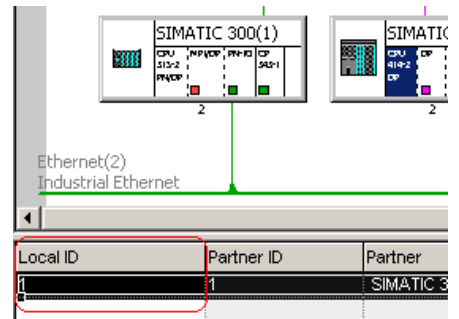 SIMATIC 300(1)
CPU 313-2 PN/DP
MPI/DP
PN-IO
CP 343-1
2
SIMATIC
CPU 414-2 DP
DP
2
Ethernet(2)
Industrial Ethernet
Local ID Partner ID Partner
1 1 SIMATIC 3